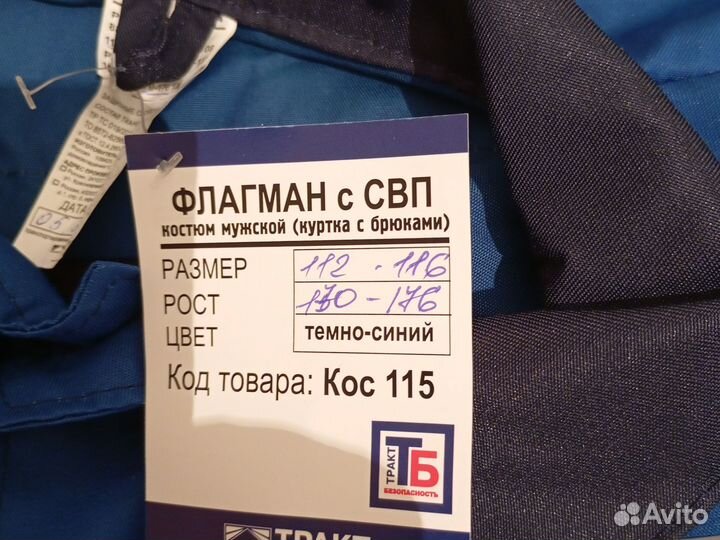 ФЛАГМАН с СВП
костюм мужской (куртка с брюками)
РАЗМЕР 112-116
РОСТ 170-176
ЦВЕТ темно-синий
Код товара: Кос 115
ТРАКТ
ТБ
БЕЗОПАСНОСТЬ
ТРАКТ
ДАТА
Avito